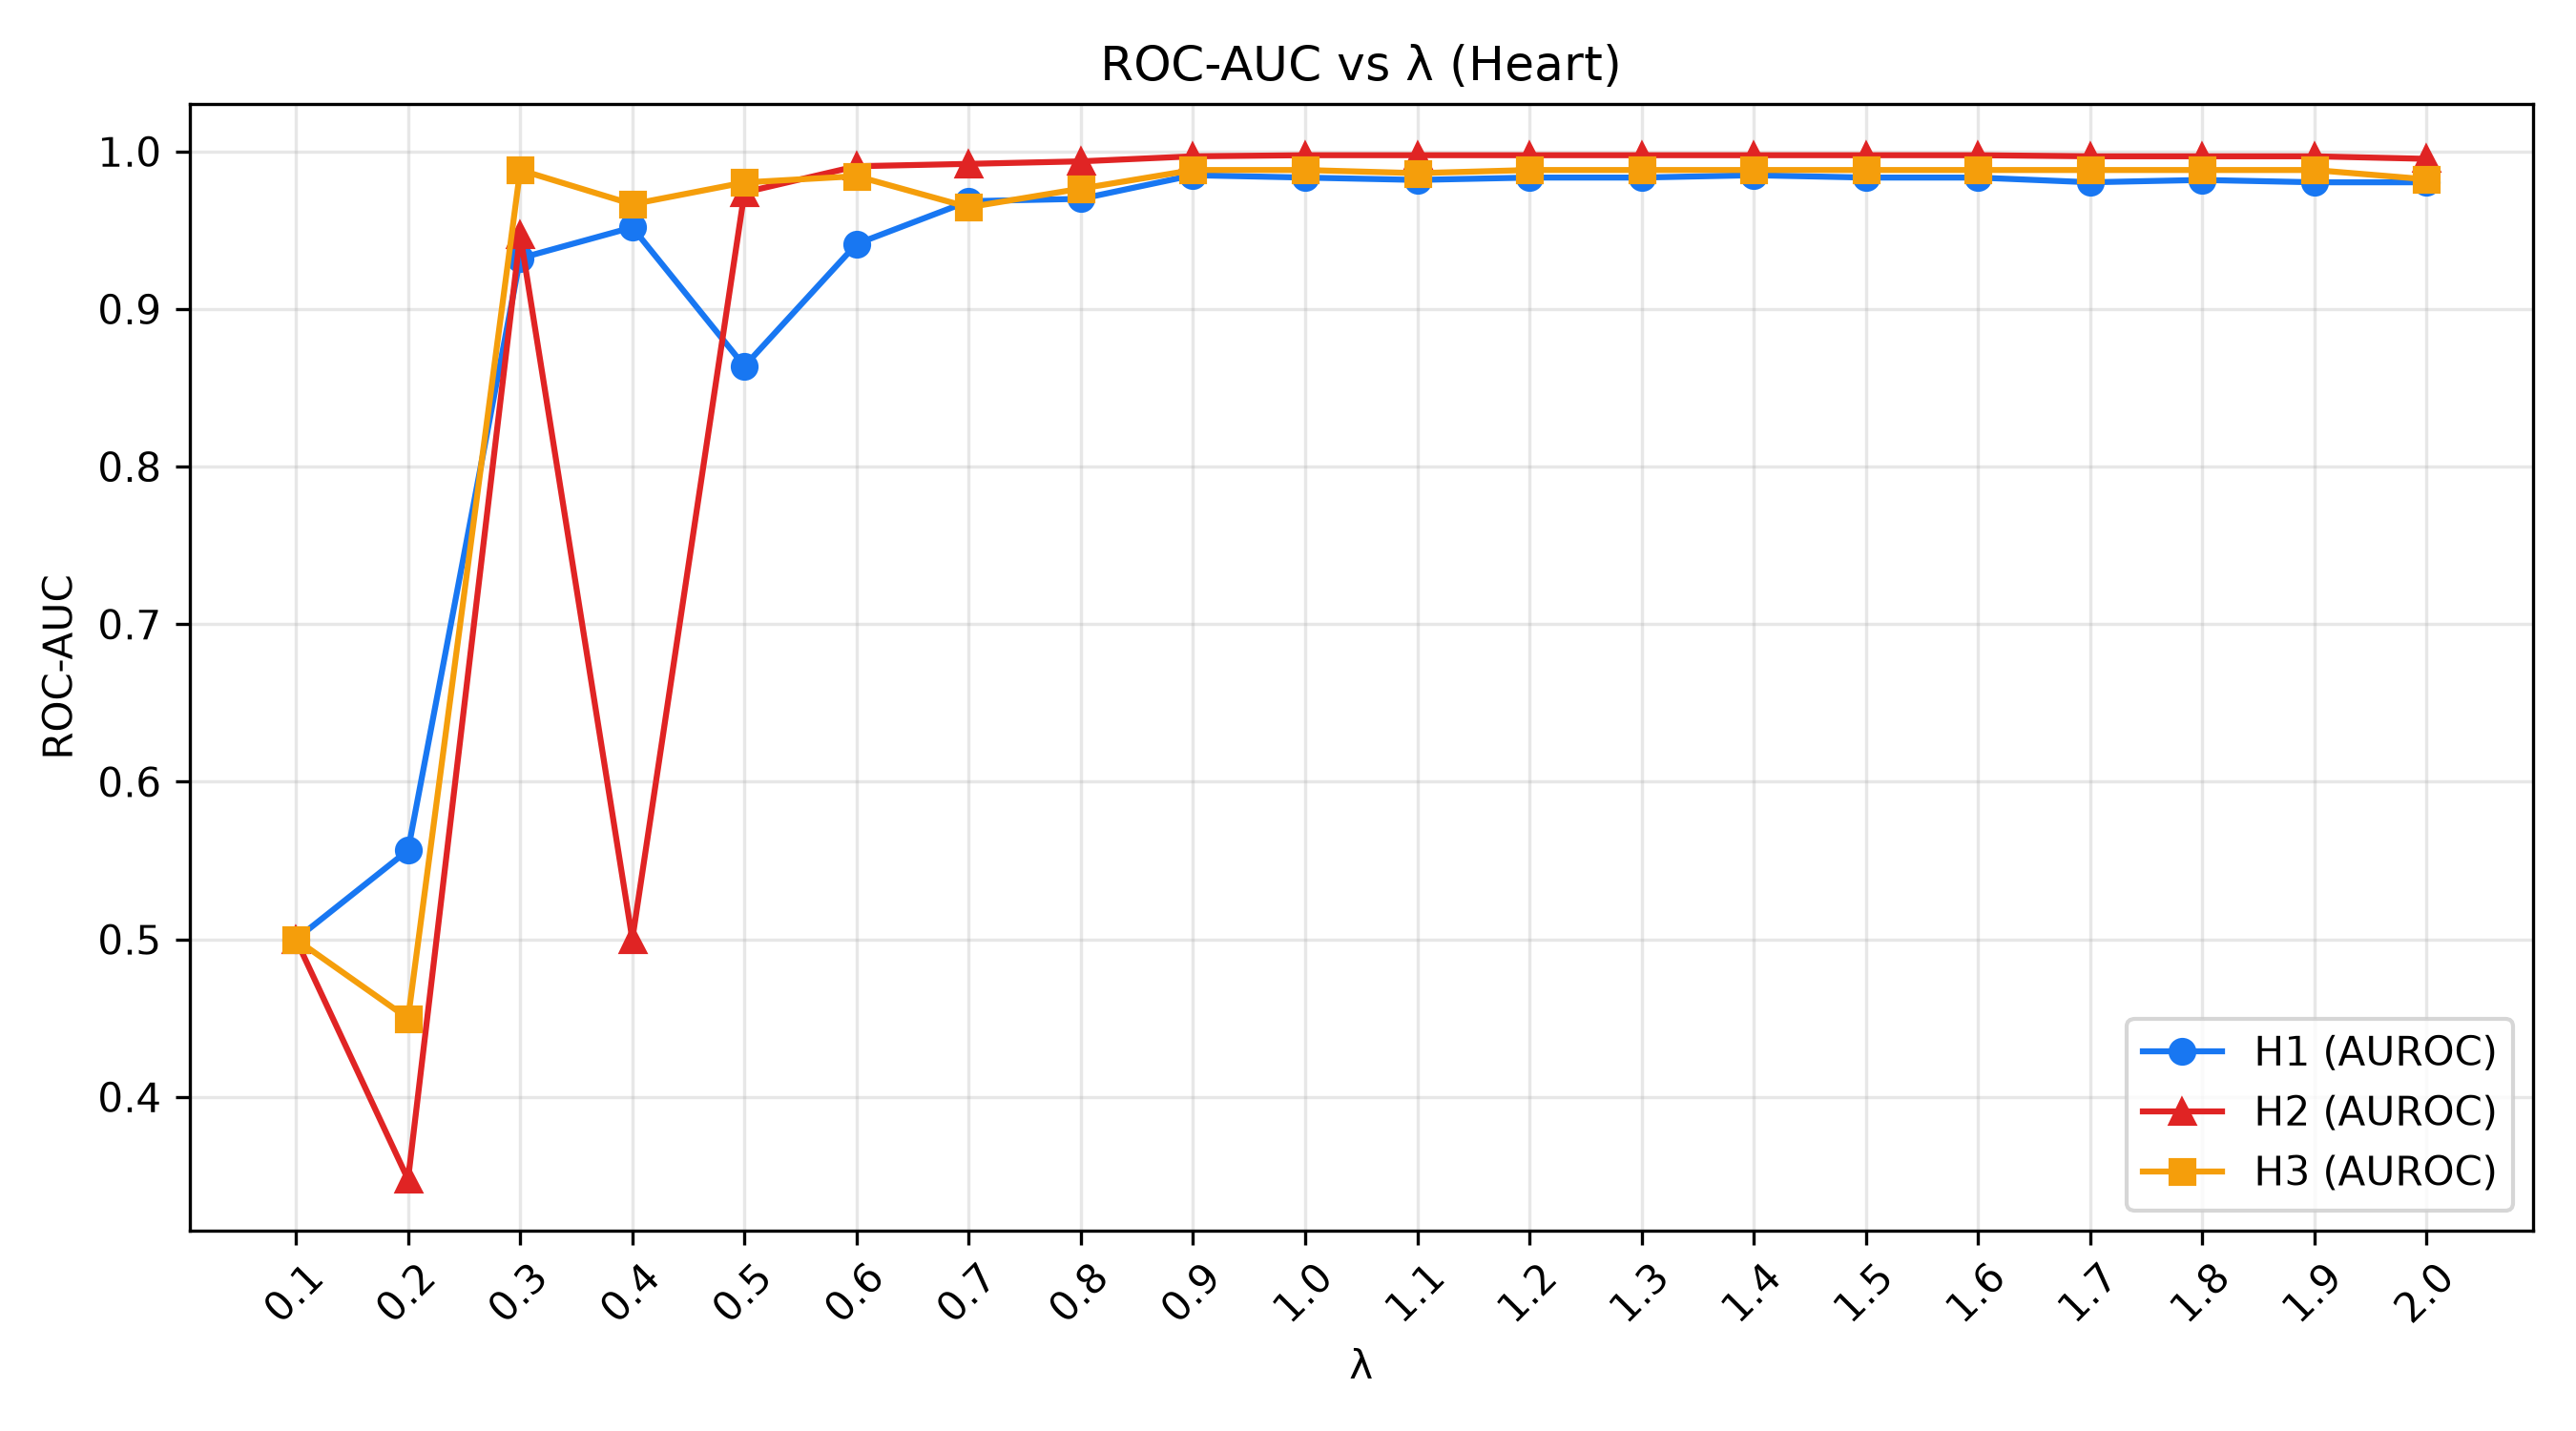 ROC-AUC vs λ (Heart)
ROC-AUC
1.0
0.9
0.8
0.7
0.6
0.5
0.4
0.1 0.2 0.3 0.4 0.5 0.6 0.7 0.8 0.9 1.0 1.1 1.2 1.3 1.4 1.5 1.6 1.7 1.8 1.9 2.0
λ
H1 (AUROC)
H2 (AUROC)
H3 (AUROC)